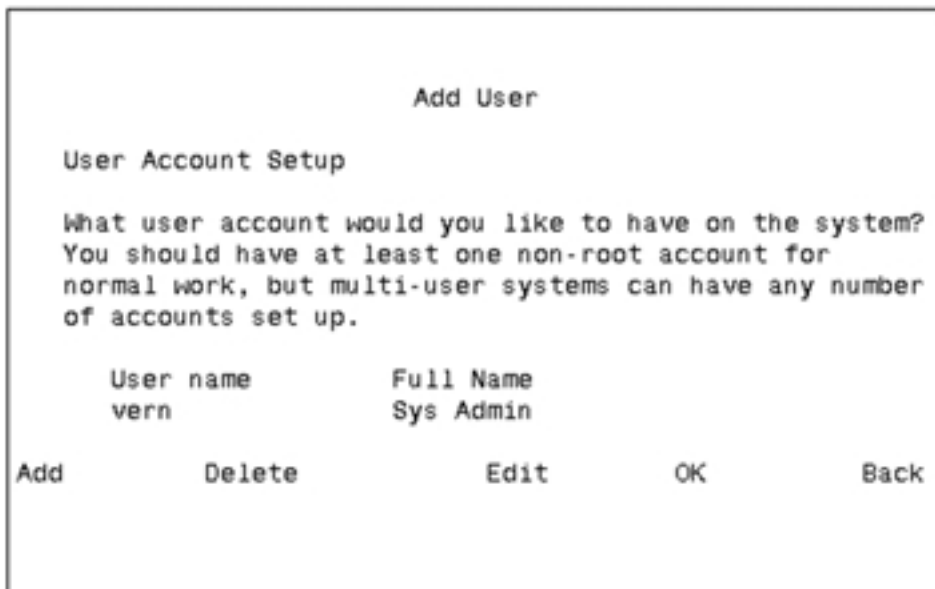 Add User
User Account Setup
What user account would you like to have on the system?
You should have at least one non-root account for
normal work, but multi-user systems can have any number
of accounts set up.
User name Full Name
vern Sys Admin
Add Delete Edit OK Back